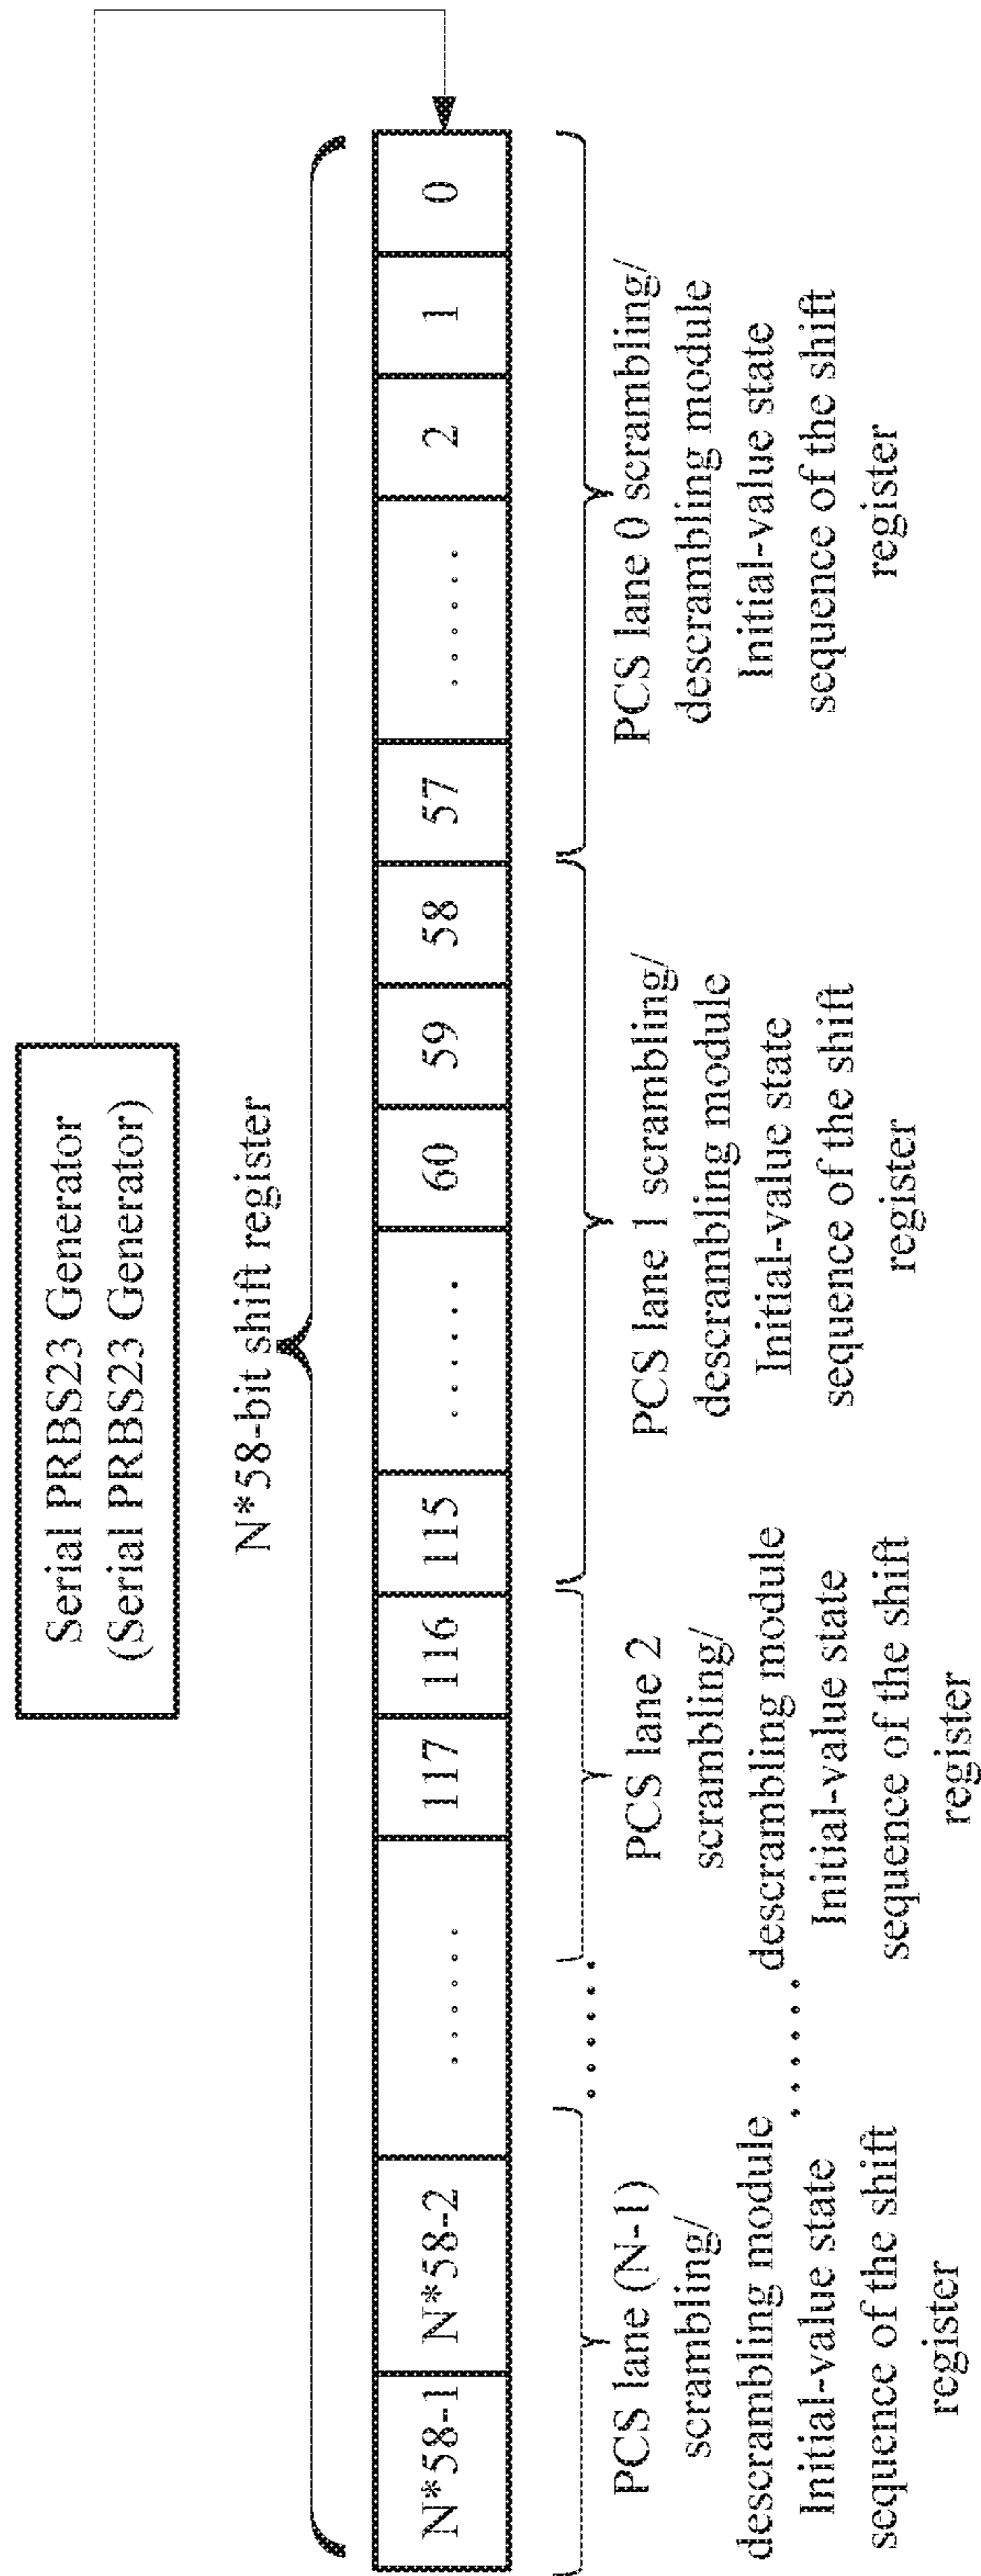 Serial PRBS23 Generator
(Serial PRBS23 Generator)
N*58-bit shift register
N*58-1 N*58-2 ...... 117 116 115 ...... 60 59 58 57 ...... 2 1 0
PCS lane (N-1)
scrambling/
descrambling module
Initial-value state
sequence of the shift
register
......
......
PCS lane 2
scrambling/
descrambling module
Initial-value state
sequence of the shift
register
PCS lane 1 scrambling/
descrambling module
Initial-value state
sequence of the shift
register
PCS lane 0 scrambling/
descrambling module
Initial-value state
sequence of the shift
register